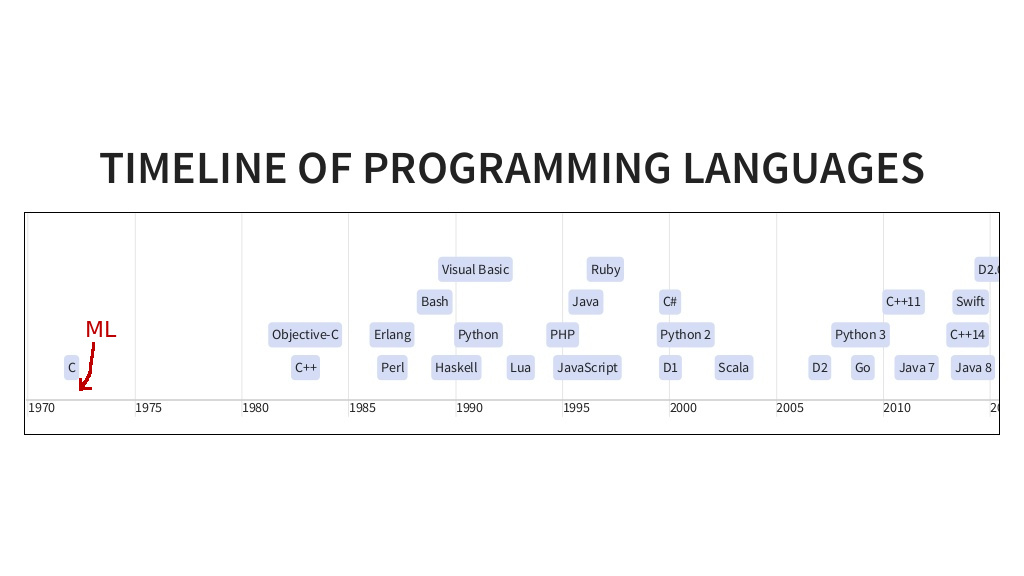 TIMELINE OF PROGRAMMING LANGUAGES
Visual Basic Ruby D2.0
Bash Java C# C++11 Swift
ML
Objective-C Erlang Python PHP Python 2 Python 3 C++14
C C++ Perl Haskell Lua JavaScript D1 Scala D2 Go Java 7 Java 8
1970 1975 1980 1985 1990 1995 2000 2005 2010 20